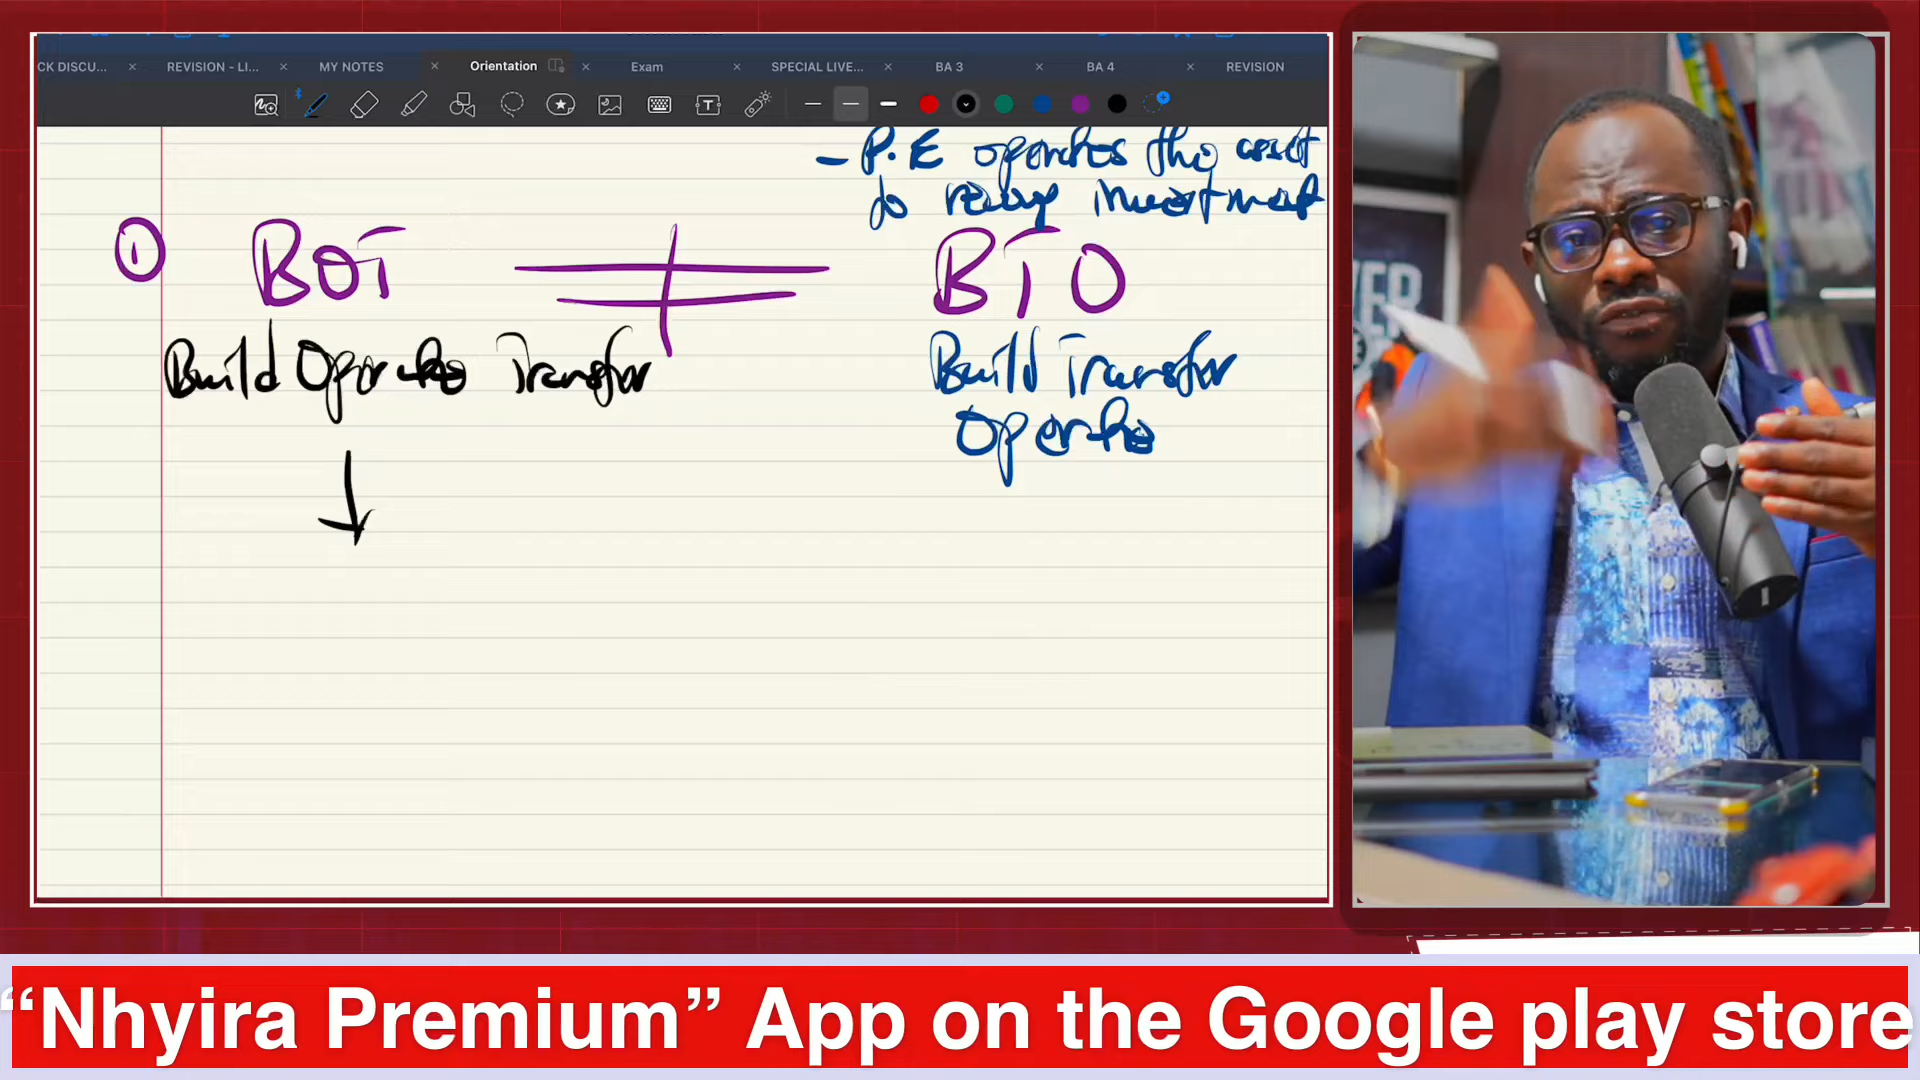 CK DISCU... REVISION - LI... MY NOTES Orientation Exam SPECIAL LIVE... BA 3 BA 4 REVISION
- P.E operates the asset
to recoup investment
1 BOT BTO
Build Operate Transfer Build Transfer
Operate
"Nhyira Premium" App on the Google play store